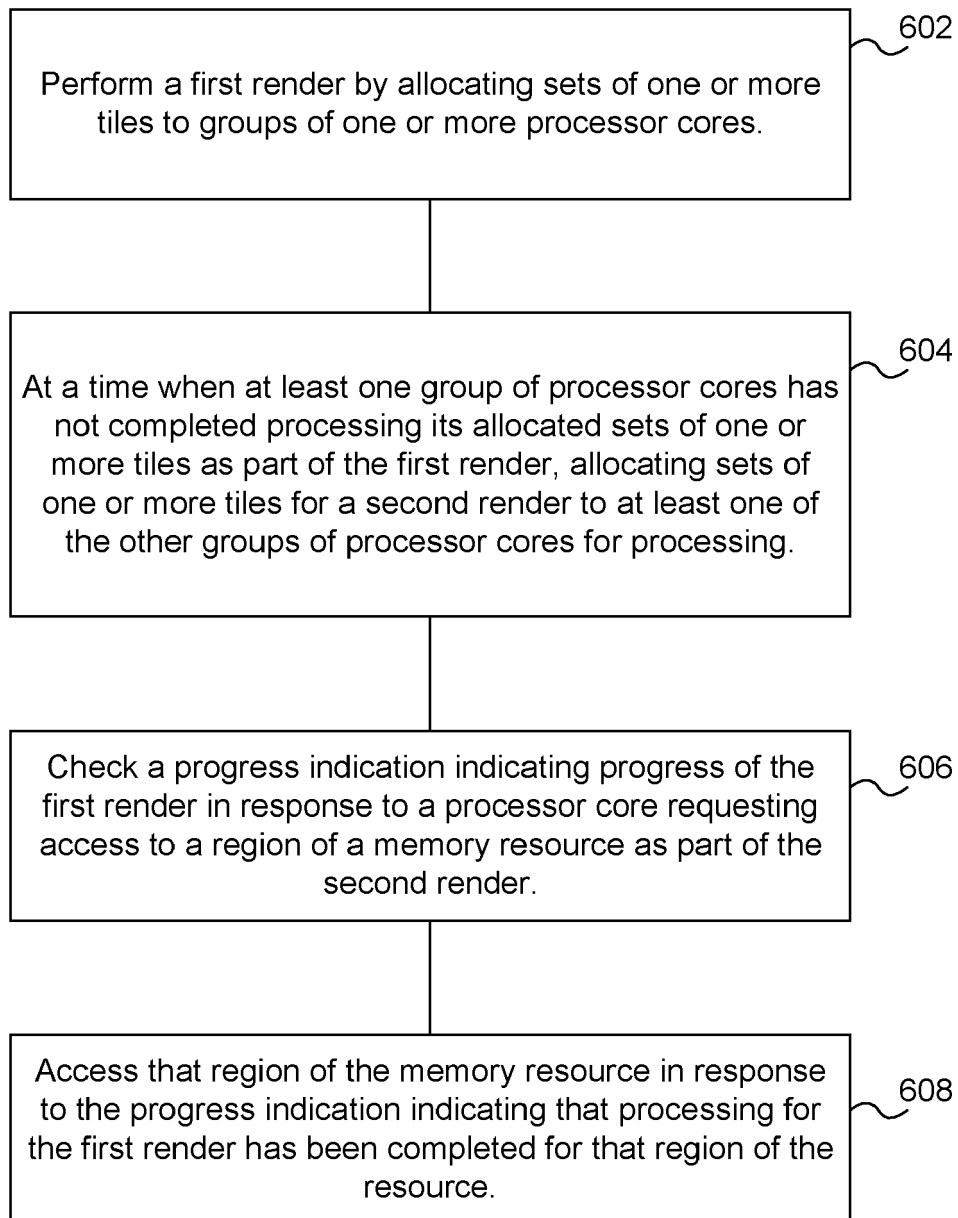 602
Perform a first render by allocating sets of one or more
tiles to groups of one or more processor cores.
604
At a time when at least one group of processor cores has
not completed processing its allocated sets of one or
more tiles as part of the first render, allocating sets of
one or more tiles for a second render to at least one of
the other groups of processor cores for processing.
606
Check a progress indication indicating progress of the
first render in response to a processor core requesting
access to a region of a memory resource as part of the
second render.
608
Access that region of the memory resource in response
to the progress indication indicating that processing for
the first render has been completed for that region of the
resource.